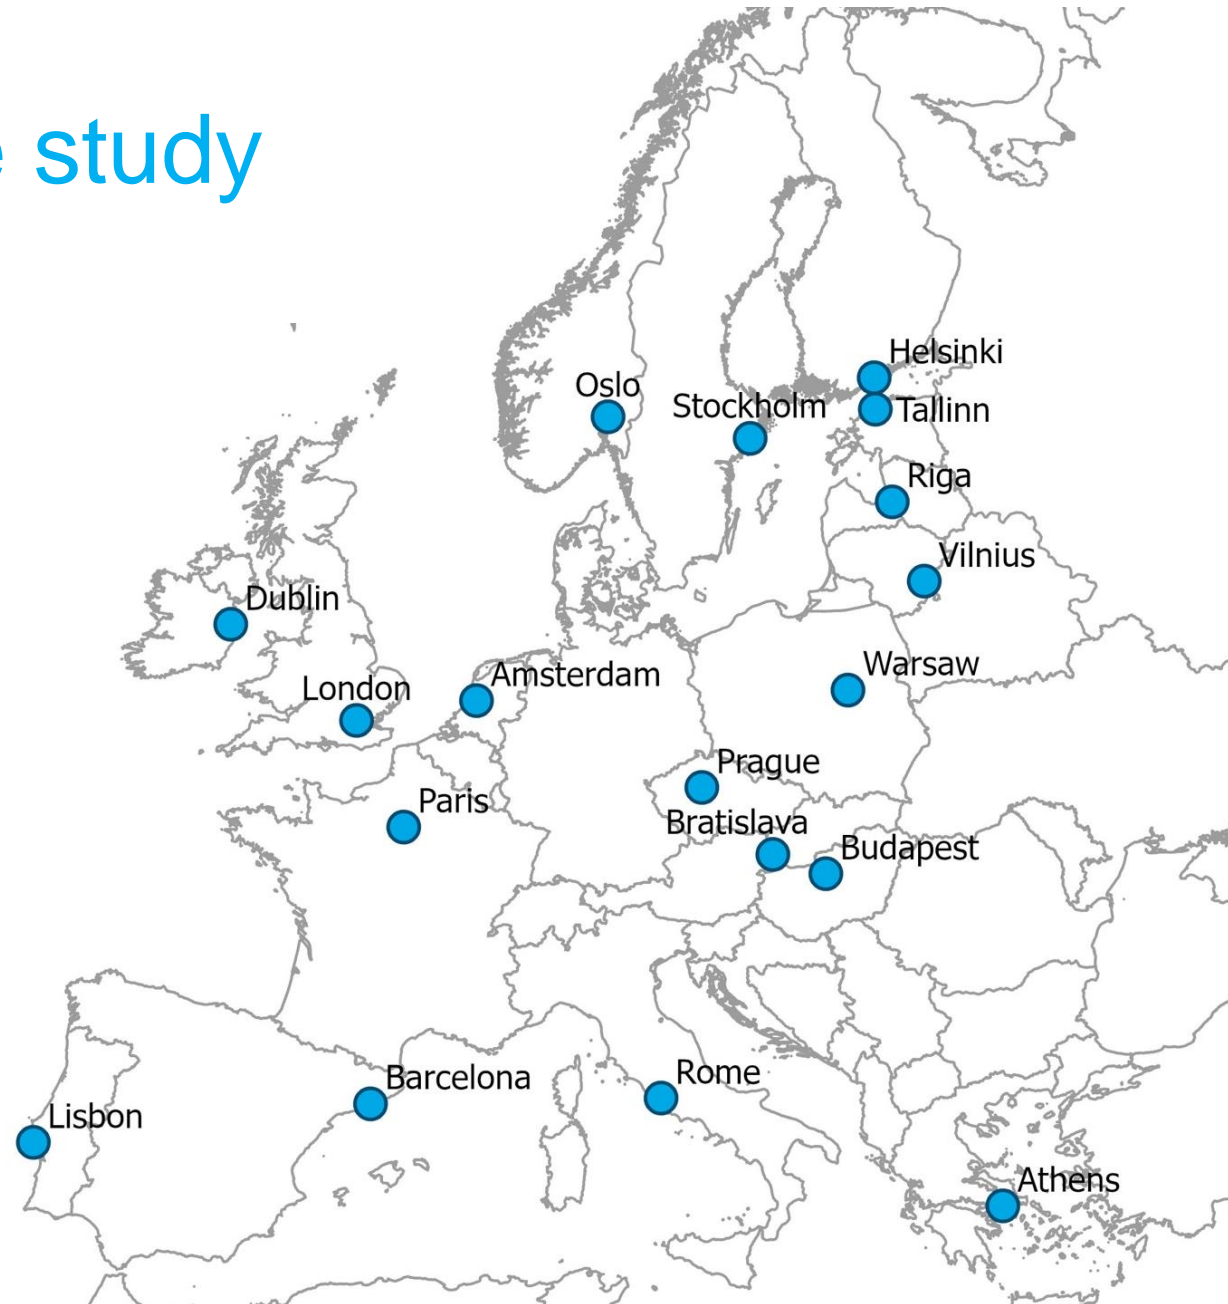 e study
Helsinki
Oslo
Stockholm
Tallinn
Riga
Vilnius
Dublin
Warsaw
Amsterdam
London
Prague
Paris
Bratislava
Budapest
Rome
Barcelona
Lisbon
Athens